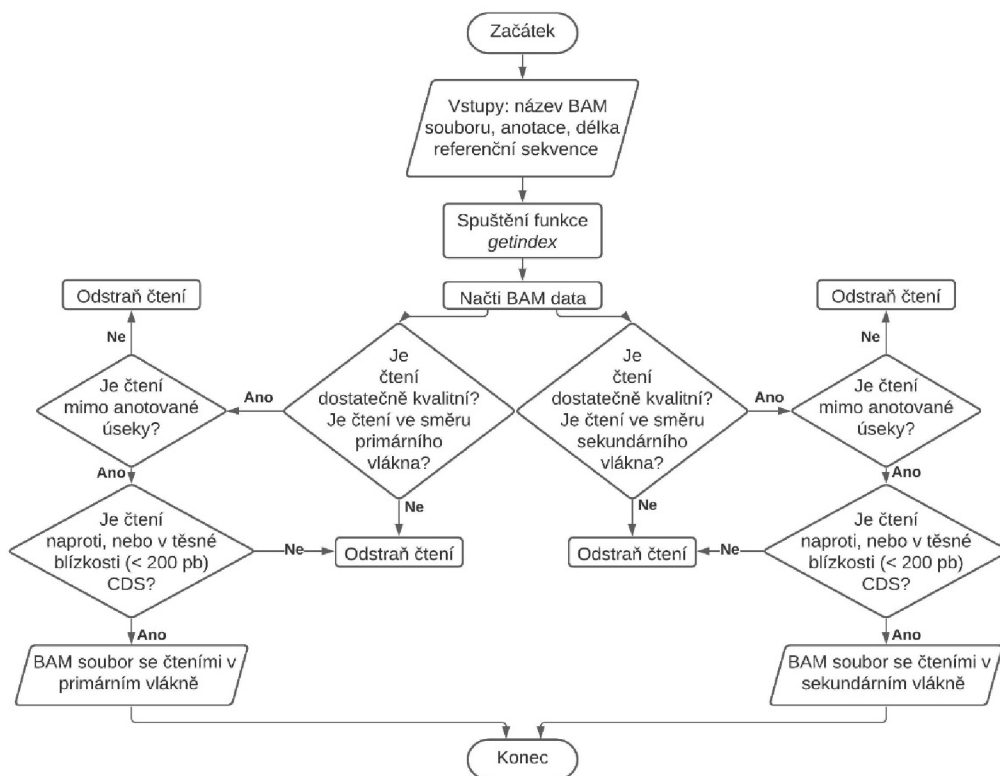 Začátek
Vstupy: název BAM
souboru, anotace, délka
referenční sekvence
Spuštění funkce
getindex
Načti BAM data
Odstraň čtení
Odstraň čtení
Ne
Ne
Je čtení
mimo anotované
úseky?
Ano
Je
čtení
dostatečně kvalitní?
Je čtení ve směru
primárního
vlákna?
Je
čtení
dostatečně kvalitní?
Je čtení ve směru
sekundárního
vlákna?
Ano
Je čtení
mimo anotované
úseky?
Ano
Ne
Ne
Ano
Je čtení
naproti, nebo v těsné
blízkosti (< 200 pb)
CDS?
Ne
Odstraň čtení
Odstraň čtení
Ne
Je čtení
naproti, nebo v těsné
blízkosti (< 200 pb)
CDS?
Ano
Ano
BAM soubor se čteními v
primárním vlákně
BAM soubor se čteními v
sekundárním vlákně
Konec